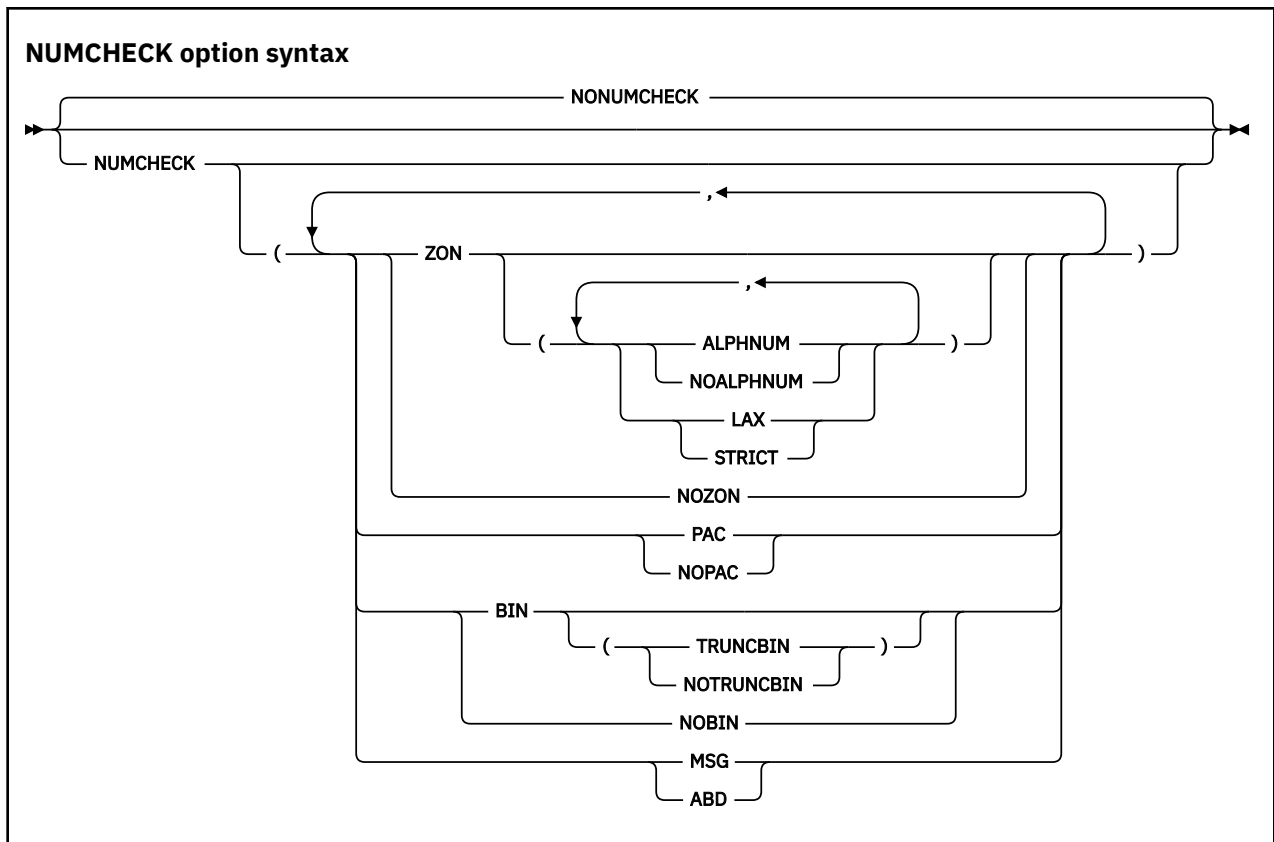 NUMCHECK option syntax
NONUMCHECK
NUMCHECK
,
( ZON )
,
( ALPHNUM )
NOALPHNUM
LAX
STRICT
NOZON
PAC
NOPAC
BIN
( TRUNCBIN )
NOTRUNCBIN
NOBIN
MSG
ABD